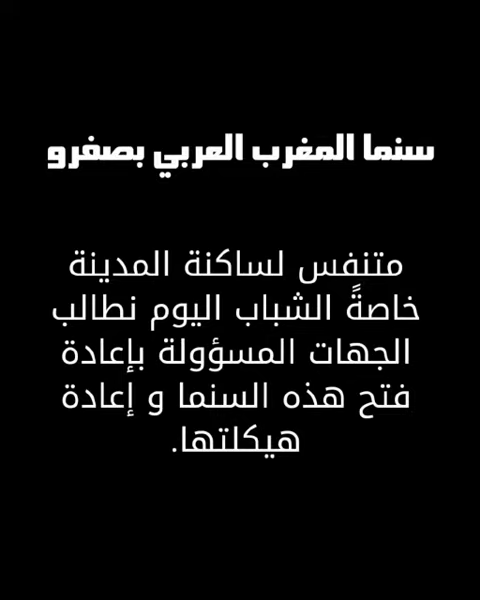 سنما المغرب العربي بصفرو
متنفس لساكنة المدينة
خاصةً الشباب اليوم نطالب
الجهات المسؤولة بإعادة
فتح هذه السنما و إعادة
هيكلتها.